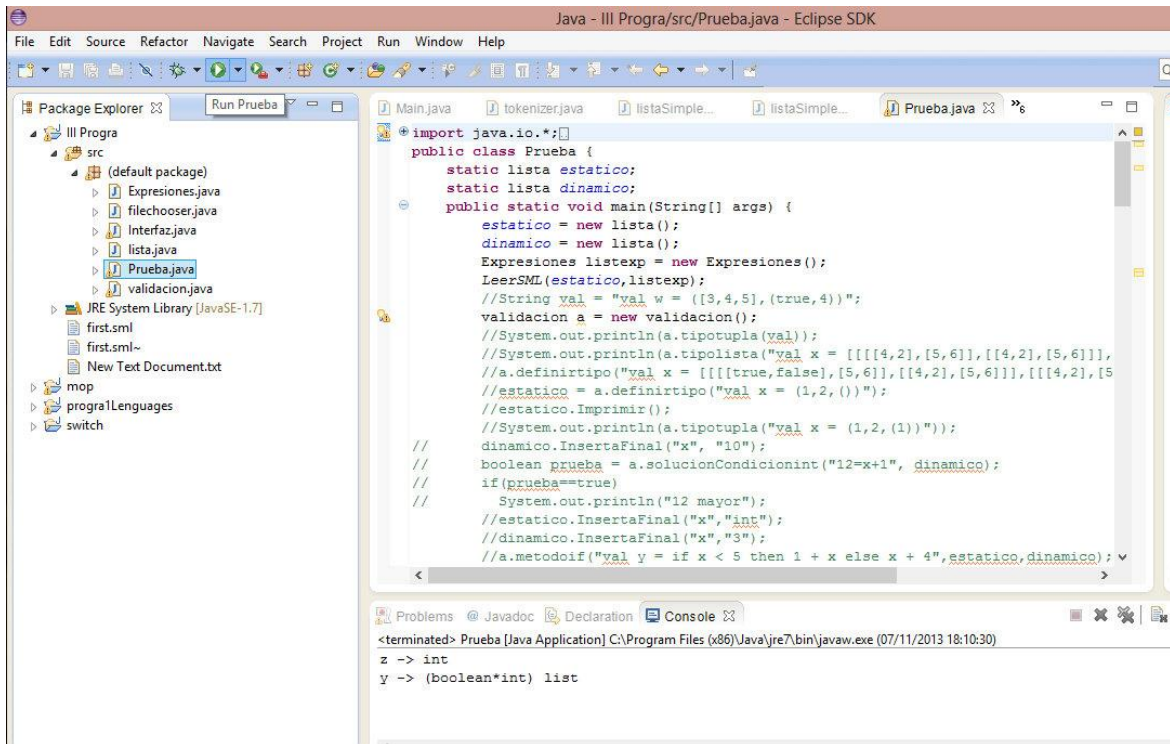 Java - III Progra/src/Prueba.java - Eclipse SDK
File Edit Source Refactor Navigate Search Project Run Window Help
Package Explorer
Run Prueba
III Progra
src
(default package)
Expresiones.java
filechooser.java
Interfaz.java
lista.java
Prueba.java
validacion.java
JRE System Library [JavaSE-1.7]
first.sml
first.sml~
New Text Document.txt
mop
progra1Lenguages
switch
Main.java tokenizer.java listaSimple... listaSimple... Prueba.java »6
import java.io.*;
public class Prueba {
static lista estatico;
static lista dinamico;
public static void main(String[] args) {
estatico = new lista();
dinamico = new lista();
Expresiones listexp = new Expresiones();
LeerSML(estatico,listexp);
//String val = "val w = ([3,4,5],(true,4))";
validacion a = new validacion();
//System.out.println(a.tipotupla(val));
//System.out.println(a.tipolista("val x = [[[[4,2],[5,6]],[[4,2],[5,6]]],
//a.definirtipo("val x = [[[[true,false],[5,6]],[[4,2],[5,6]]],[[[4,2],[5
//estatico = a.definirtipo("val x = (1,2,())");
//estatico.Imprimir();
//System.out.println(a.tipotupla("val x = (1,2,(1))"));
// dinamico.InsertaFinal("x", "10");
// boolean prueba = a.solucionCondicionint("12=x+1", dinamico);
// if(prueba==true)
// System.out.println("12 mayor");
//estatico.InsertaFinal("x","int");
//dinamico.InsertaFinal("x","3");
//a.metodoif("val y = if x < 5 then 1 + x else x + 4",estatico,dinamico);
Problems @ Javadoc Declaration Console
<terminated> Prueba [Java Application] C:\Program Files (x86)\Java\jre7\bin\javaw.exe (07/11/2013 18:10:30)
z -> int
y -> (boolean*int) list